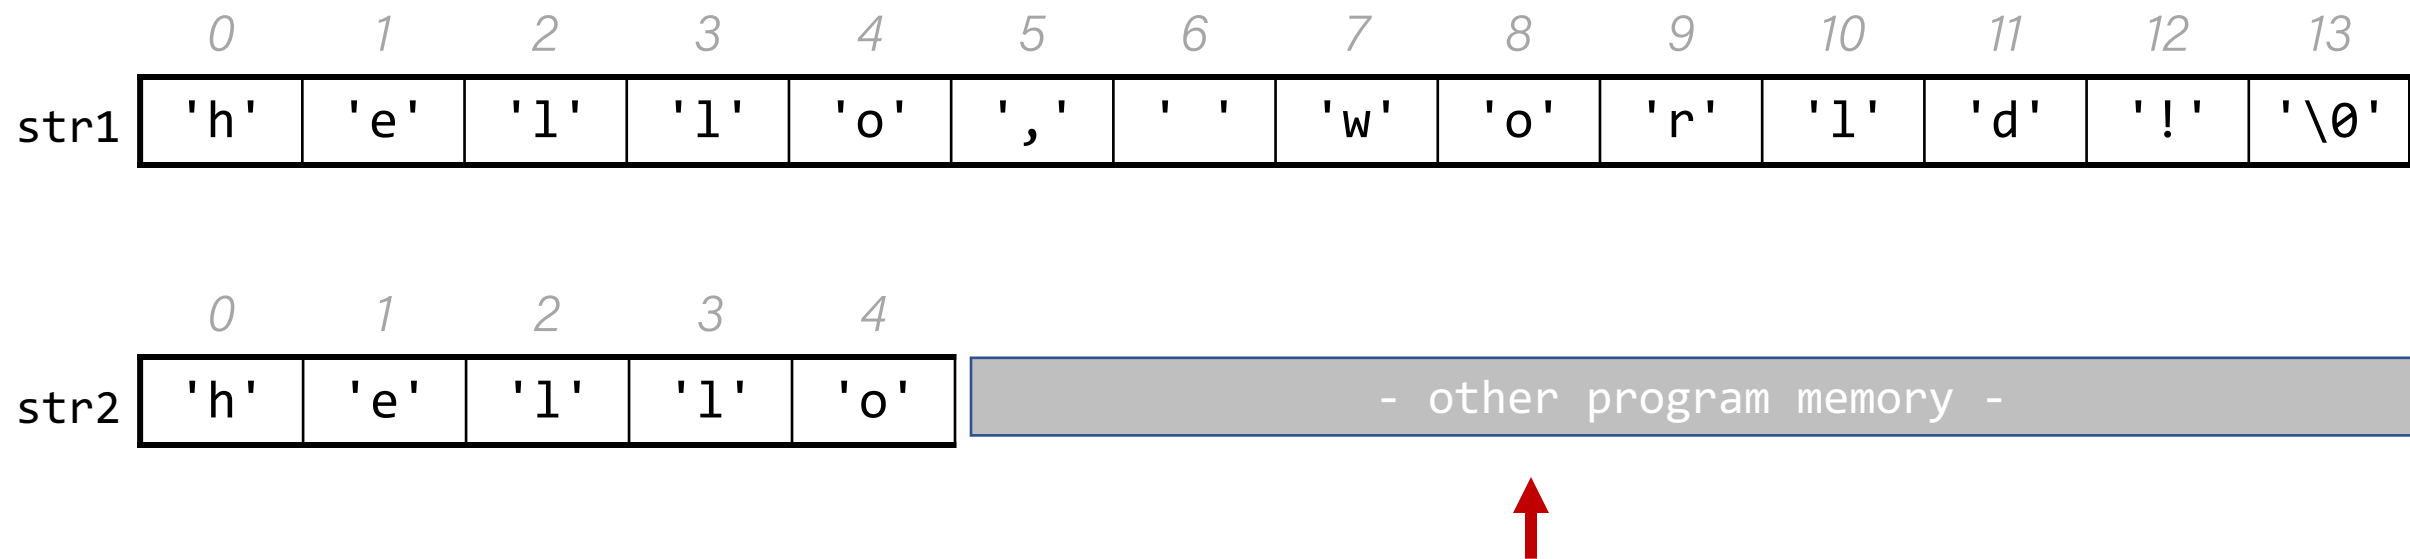 0 1 2 3 4 5 6 7 8 9 10 11 12 13
str1 'h' 'e' 'l' 'l' 'o' ',' ' ' 'w' 'o' 'r' 'l' 'd' '!' '\0'
0 1 2 3 4
str2 'h' 'e' 'l' 'l' 'o' - other program memory -